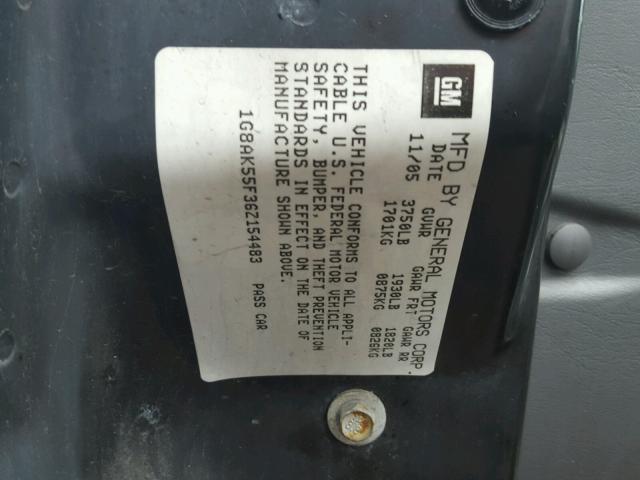 GM
MFD BY GENERAL MOTORS CORP.
DATE GVWR GAWR FRT GAWR RR
11/05 3750LB 1930LB 1820LB
1701KG 0875KG 0826KG
THIS VEHICLE CONFORMS TO ALL APPLI-
CABLE U.S. FEDERAL MOTOR VEHICLE
SAFETY, BUMPER, AND THEFT PREVENTION
STANDARDS IN EFFECT ON THE DATE OF
MANUFACTURE SHOWN ABOVE.
1G8AK55F36Z154483 PASS CAR